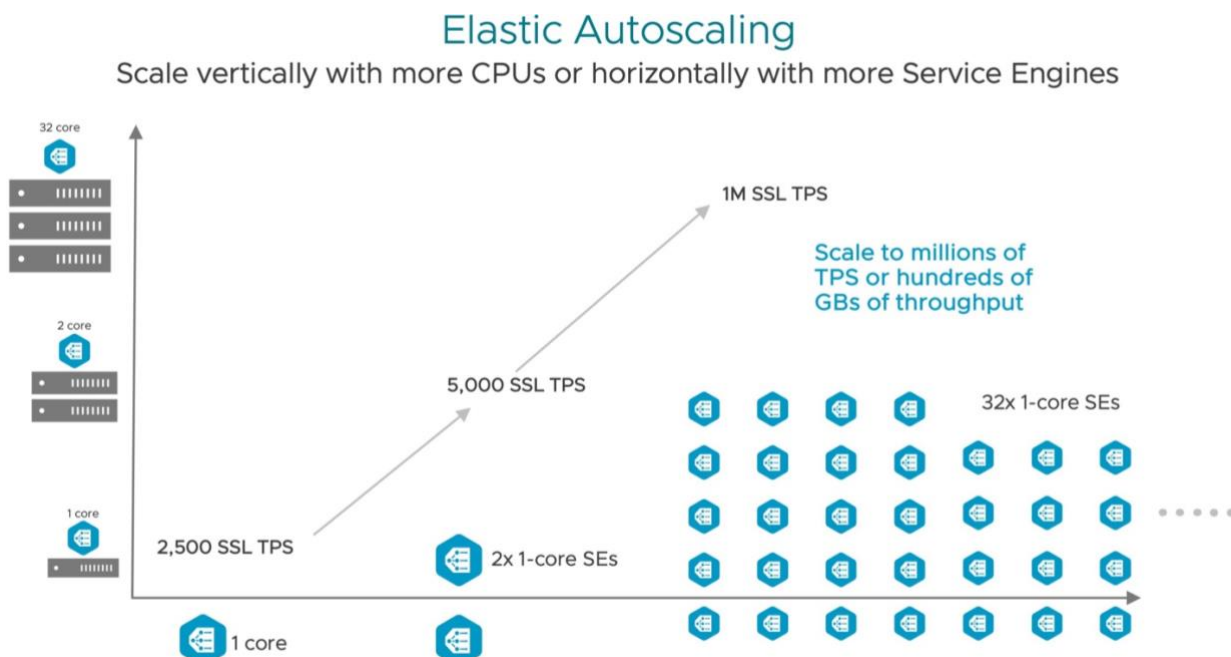 Elastic Autoscaling
Scale vertically with more CPUs or horizontally with more Service Engines
32 core
1M SSL TPS
Scale to millions of
TPS or hundreds of
GBs of throughput
2 core
5,000 SSL TPS
32x 1-core SEs
1 core
2,500 SSL TPS
2x 1-core SEs
1 core